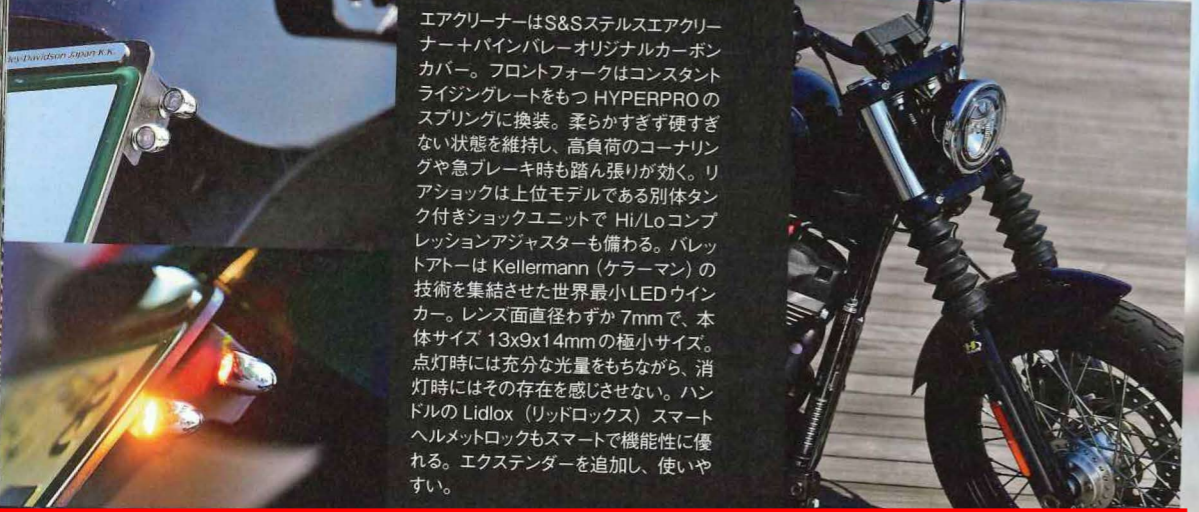 ley-Davidson Japan K.K.
エアクリーナーはS&Sステルスエアクリー
ナー＋パインバレーオリジナルカーボン
カバー。フロントフォークはコンスタント
ライジングレートをもつ HYPERPROの
スプリングに換装。柔らかすぎず硬すぎ
ない状態を維持し、高負荷のコーナリン
グや急ブレーキ時も踏ん張りが効く。リ
アショックは上位モデルである別体タン
ク付きショックユニットで Hi/Loコンプ
レッションアジャスターも備わる。バレッ
トアトーは Kellermann（ケラーマン）の
技術を集結させた世界最小LEDウイン
カー。レンズ面直径わずか 7mmで、本
体サイズ 13x9x14mmの極小サイズ。
点灯時には充分な光量をもちながら、消
灯時にはその存在を感じさせない。ハン
ドルの Lidlox（リッドロックス）スマート
ヘルメットロックもスマートで機能性に優
れる。エクステンダーを追加し、使いや
すい。